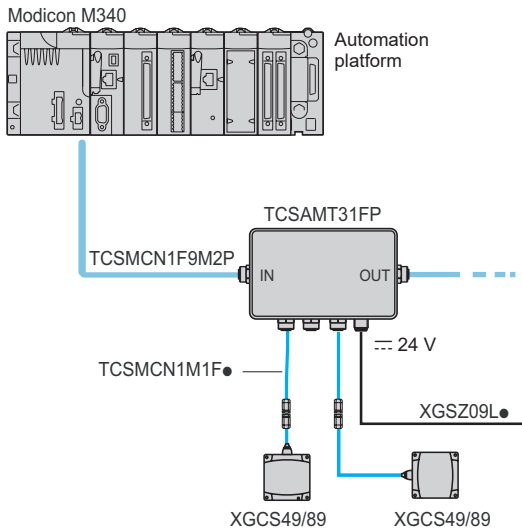 Modicon M340
Automation
platform
TCSAMT31FP
TCSMCN1F9M2P
IN
OUT
24 V
TCSMCN1M1F●
XGSZ09L●
XGCS49/89
XGCS49/89